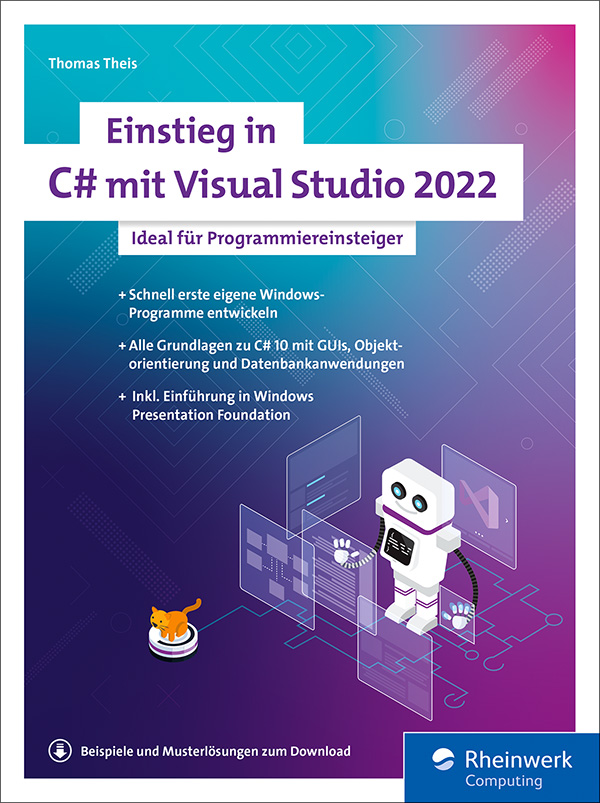 Thomas Theis
Einstieg in
C# mit Visual Studio 2022
Ideal für Programmiereinsteiger
+ Schnell erste eigene Windows-
Programme entwickeln
+ Alle Grundlagen zu C# 10 mit GUIs, Objekt-
orientierung und Datenbankanwendungen
+ Inkl. Einführung in Windows
Presentation Foundation
Beispiele und Musterlösungen zum Download
Rheinwerk
Computing